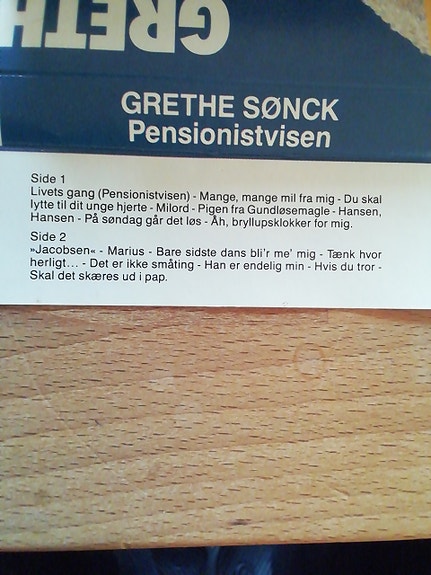 GRETH
GRETHE SØNCK
Pensionistvisen
Side 1
Livets gang (Pensionistvisen) - Mange, mange mil fra mig - Du skal
lytte til dit unge hjerte - Milord - Pigen fra Gundløsemagle - Hansen,
Hansen - På søndag går det løs - Åh, bryllupsklokker for mig.
Side 2
»Jacobsen« - Marius - Bare sidste dans bli'r me' mig - Tænk hvor
herligt... - Det er ikke småting - Han er endelig min - Hvis du tror -
Skal det skæres ud i pap.